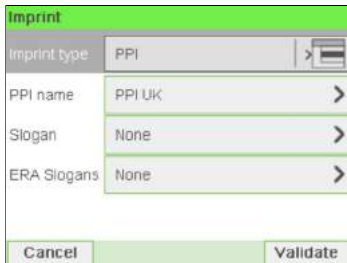 Imprint
Imprint type PPI
PPI name PPI UK
Slogan None
ERA Slogans None
Cancel Validate